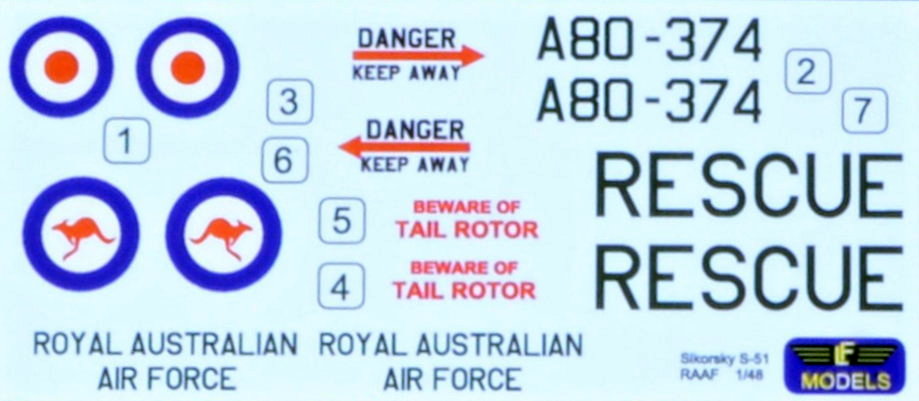 DANGER
KEEP AWAY
A80-374
2
3
A80-374
7
1
DANGER
KEEP AWAY
6
RESCUE
5
BEWARE OF
TAIL ROTOR
4
BEWARE OF
TAIL ROTOR
RESCUE
ROYAL AUSTRALIAN
AIR FORCE
ROYAL AUSTRALIAN
AIR FORCE
Sikorsky S-51
RAAF 1/48
LF
MODELS